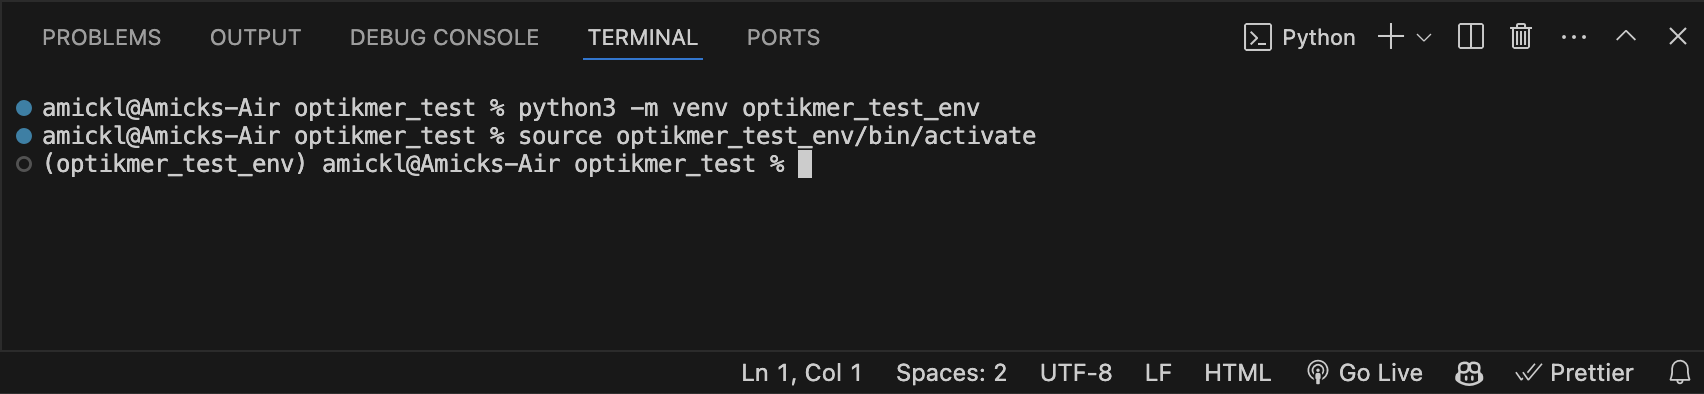 PROBLEMS OUTPUT DEBUG CONSOLE TERMINAL PORTS Python
amickl@Amicks-Air optikmer_test % python3 -m venv optikmer_test_env
amickl@Amicks-Air optikmer_test % source optikmer_test_env/bin/activate
(optikmer_test_env) amickl@Amicks-Air optikmer_test %
Ln 1, Col 1 Spaces: 2 UTF-8 LF HTML Go Live Prettier